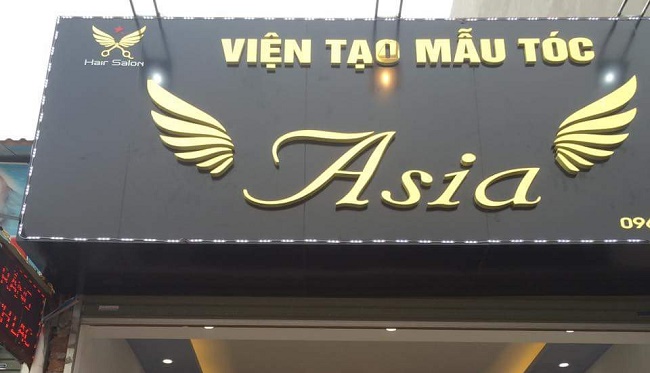 VIỆN TẠO MẪU TÓC
Hair Salon
Asia
096